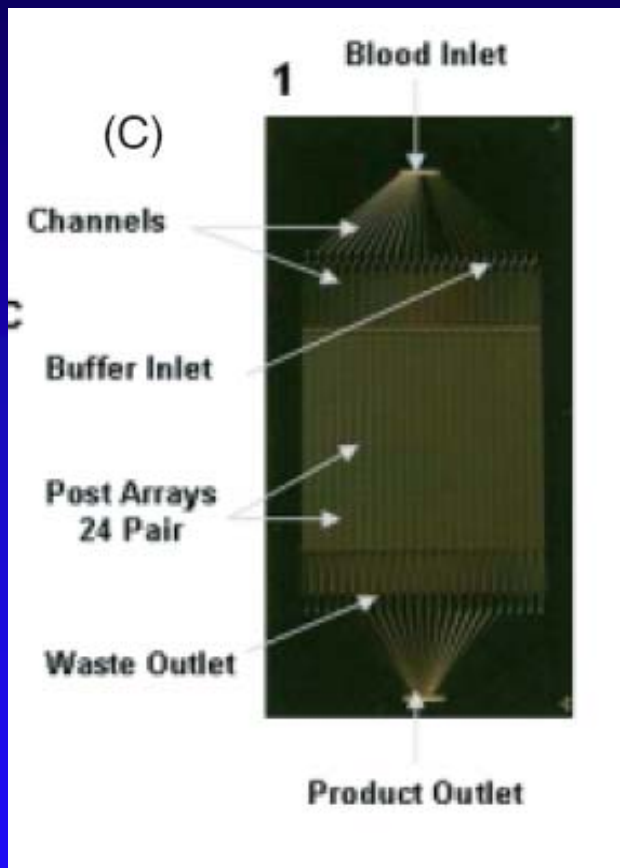 Blood Inlet
1
(C)
Channels
c
Buffer Inlet
Post Arrays
24 Pair
Waste Outlet
Product Outlet